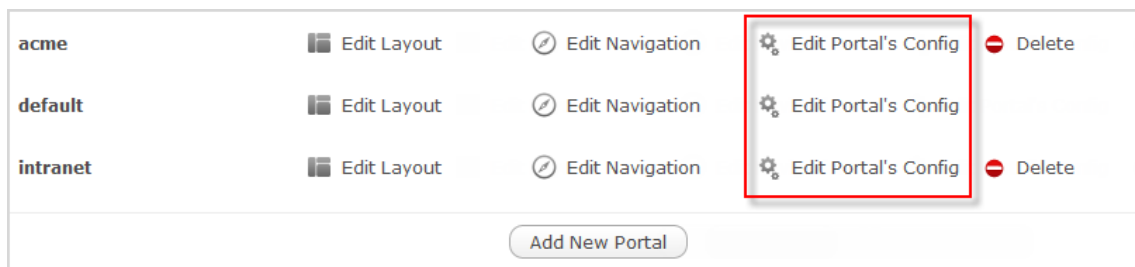 acme Edit Layout Edit Navigation Edit Portal's Config Delete
default Edit Layout Edit Navigation Edit Portal's Config
intranet Edit Layout Edit Navigation Edit Portal's Config Delete
Add New Portal